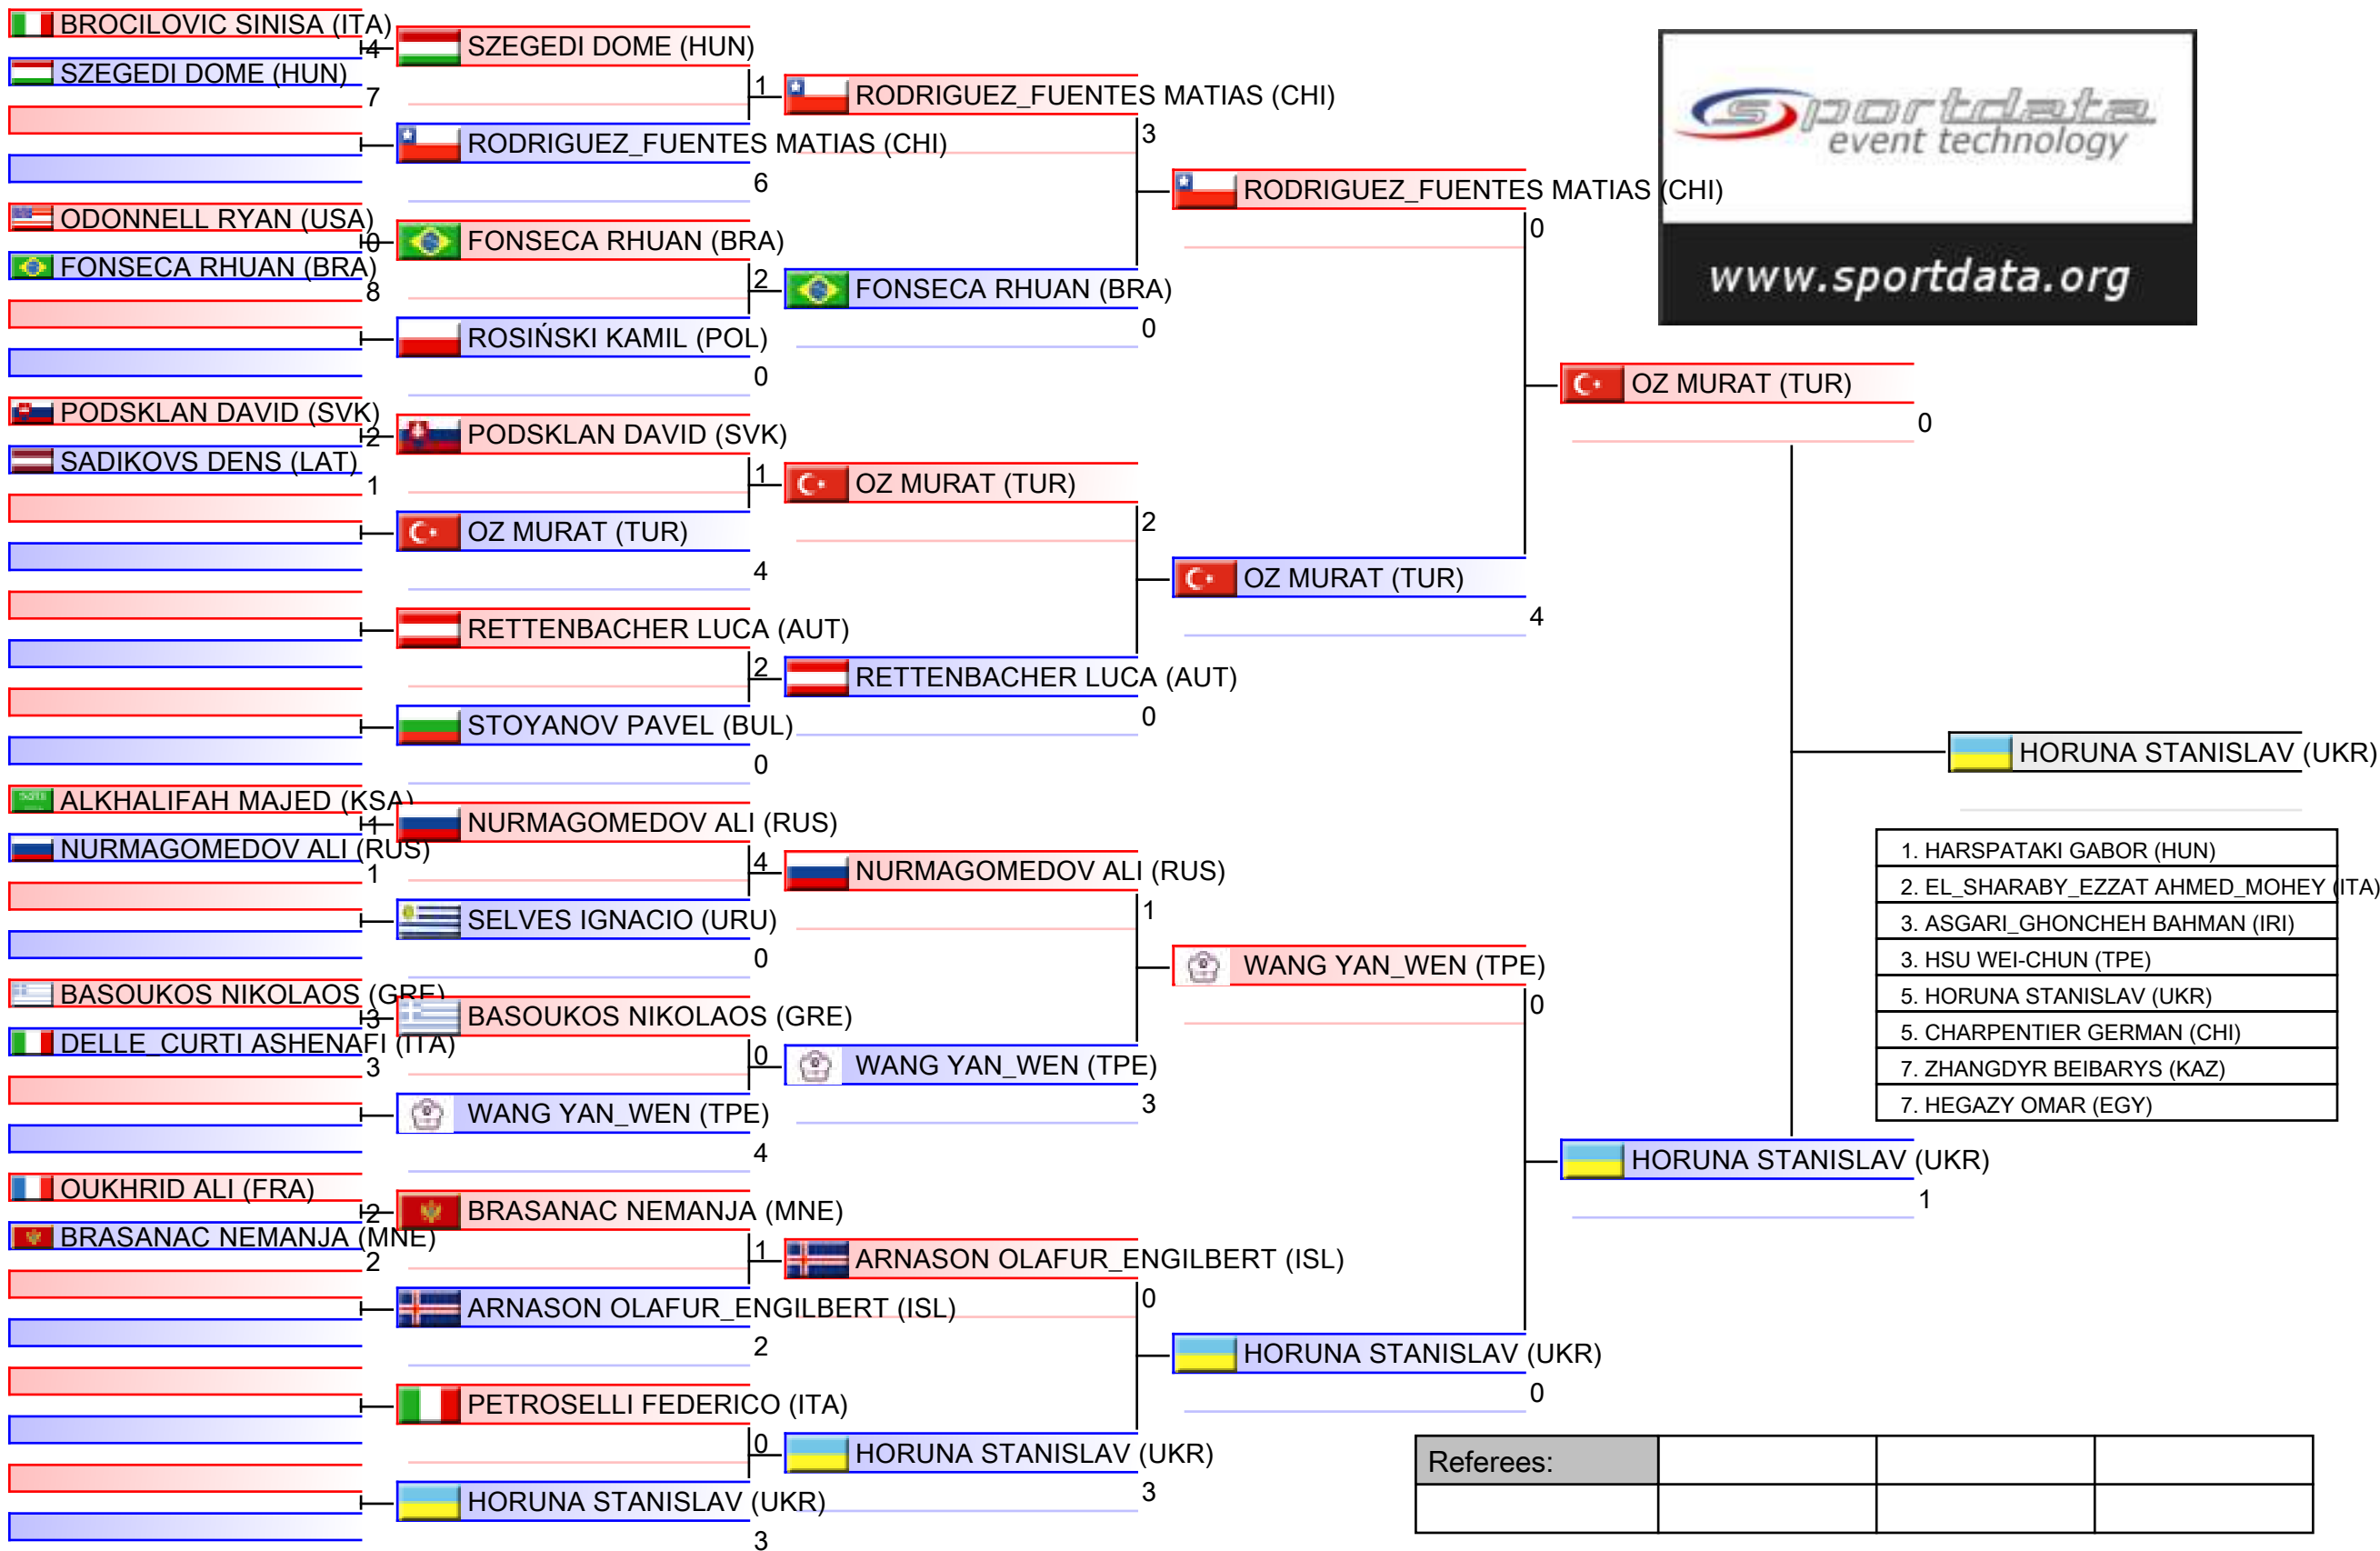 BROCILOVIC SINISA (ITA)
4
SZEGEDI DOME (HUN)
7
ODONNELL RYAN (USA)
0
FONSECA RHUAN (BRA)
8
PODSKLAN DAVID (SVK)
2
SADIKOVS DENS (LAT)
1
ALKHALIFAH MAJED (KSA)
1
NURMAGOMEDOV ALI (RUS)
1
BASOUKOS NIKOLAOS (GRE)
3
DELLE_CURTI ASHENAFI (ITA)
3
OUKHRID ALI (FRA)
2
BRASANAC NEMANJA (MNE)
2
SZEGEDI DOME (HUN)
1
RODRIGUEZ_FUENTES MATIAS (CHI)
6
FONSECA RHUAN (BRA)
2
ROSIŃSKI KAMIL (POL)
0
PODSKLAN DAVID (SVK)
1
OZ MURAT (TUR)
4
RETTENBACHER LUCA (AUT)
2
STOYANOV PAVEL (BUL)
0
NURMAGOMEDOV ALI (RUS)
4
SELVES IGNACIO (URU)
0
BASOUKOS NIKOLAOS (GRE)
0
WANG YAN_WEN (TPE)
4
BRASANAC NEMANJA (MNE)
1
ARNASON OLAFUR_ENGILBERT (ISL)
2
PETROSELLI FEDERICO (ITA)
0
HORUNA STANISLAV (UKR)
3
RODRIGUEZ_FUENTES MATIAS (CHI)
3
FONSECA RHUAN (BRA)
0
OZ MURAT (TUR)
2
RETTENBACHER LUCA (AUT)
0
NURMAGOMEDOV ALI (RUS)
1
WANG YAN_WEN (TPE)
3
ARNASON OLAFUR_ENGILBERT (ISL)
0
HORUNA STANISLAV (UKR)
3
RODRIGUEZ_FUENTES MATIAS (CHI)
0
OZ MURAT (TUR)
4
WANG YAN_WEN (TPE)
0
HORUNA STANISLAV (UKR)
0
OZ MURAT (TUR)
0
HORUNA STANISLAV (UKR)
1
HORUNA STANISLAV (UKR)
sportdata
event technology
www.sportdata.org
1. HARSPATAKI GABOR (HUN)
2. EL_SHARABY_EZZAT AHMED_MOHEY (ITA)
3. ASGARI_GHONCHEH BAHMAN (IRI)
3. HSU WEI-CHUN (TPE)
5. HORUNA STANISLAV (UKR)
5. CHARPENTIER GERMAN (CHI)
7. ZHANGDYR BEIBARYS (KAZ)
7. HEGAZY OMAR (EGY)
Referees: